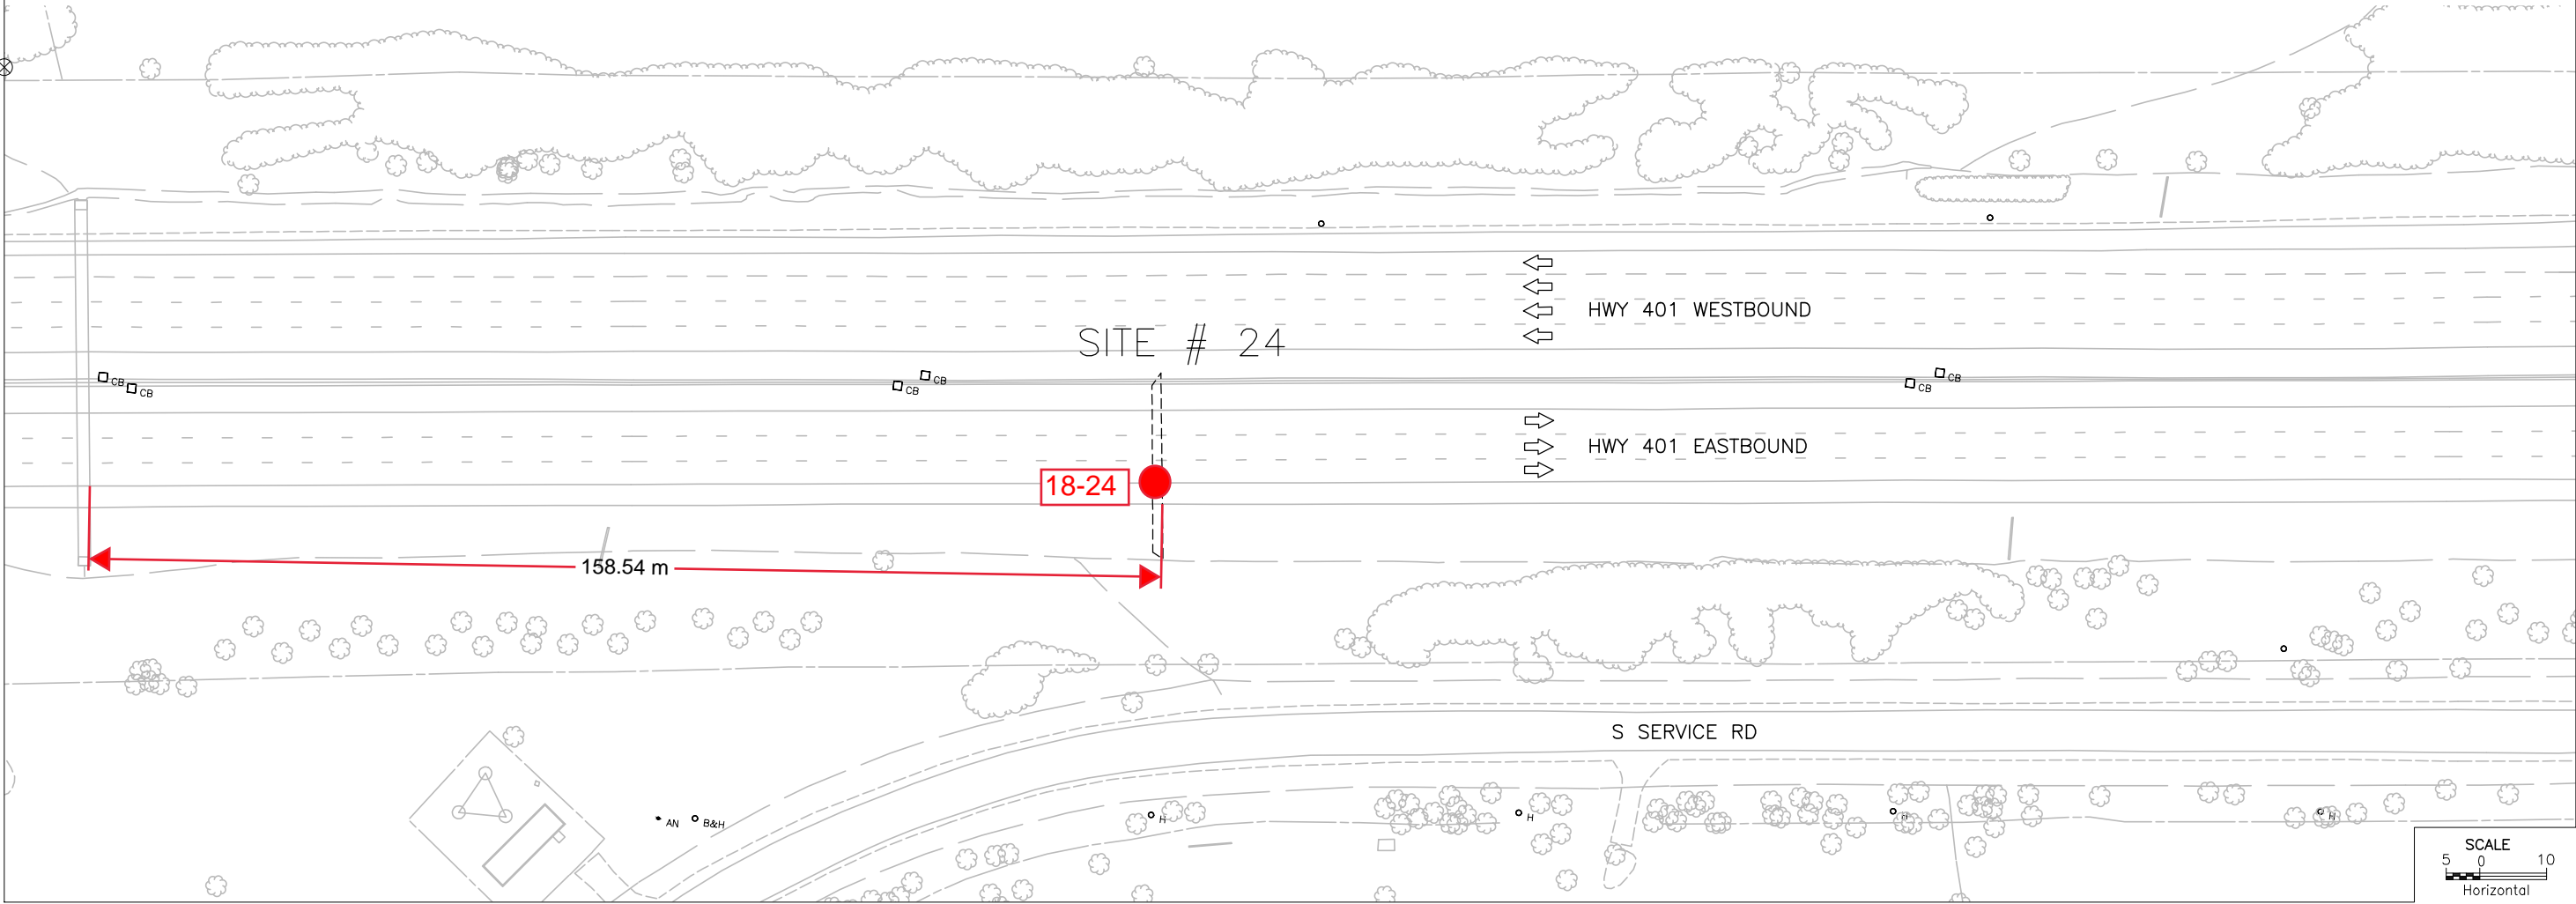 HWY 401 WESTBOUND
SITE # 24
CB
CB
CB
CB
CB
CB
HWY 401 EASTBOUND
18-24
158.54 m
S SERVICE RD
AN
B&H
H
H
H
H
SCALE
5 0 10
Horizontal